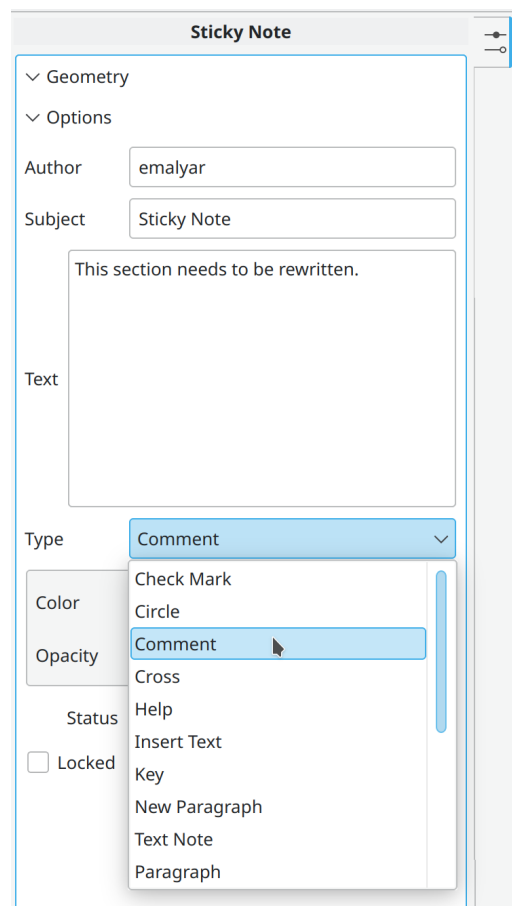 Sticky Note
Geometry
Options
Author emalyar
Subject Sticky Note
This section needs to be rewritten.
Text
Type Comment
Check Mark
Color
Circle
Comment
Opacity
Cross
Help
Status
Insert Text
Locked
Key
New Paragraph
Text Note
Paragraph